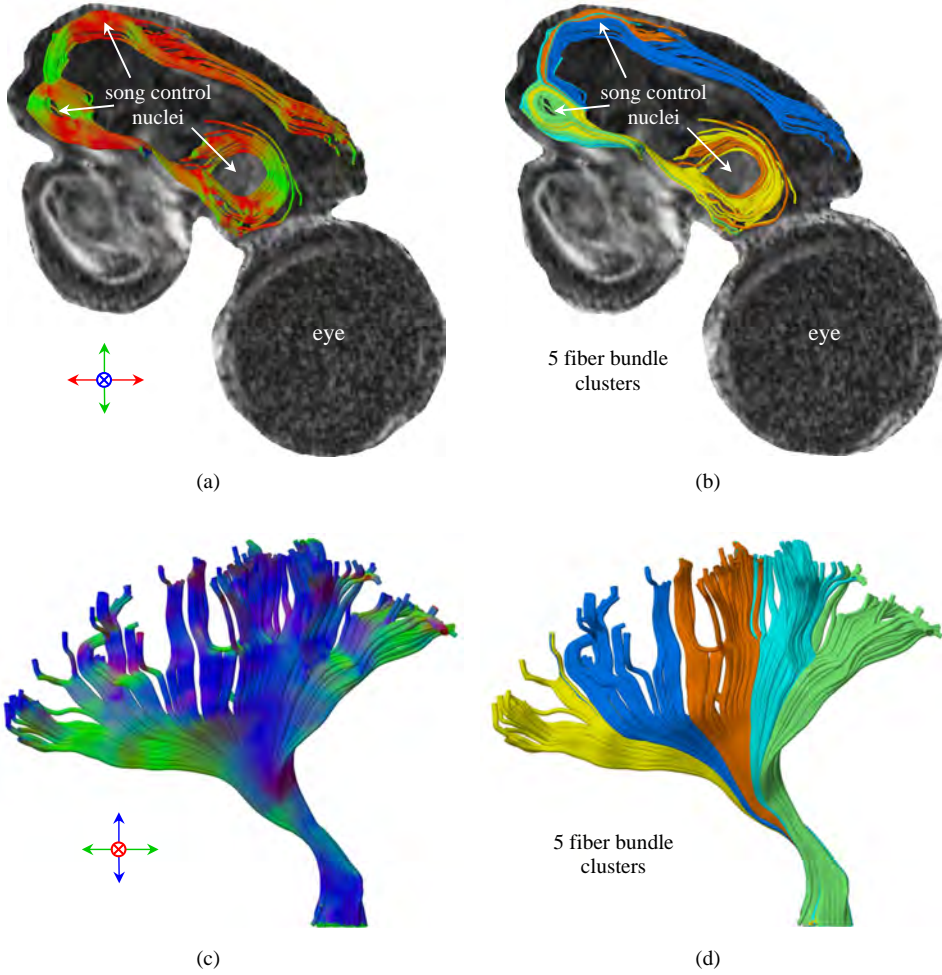 song control
nuclei
eye
(a)
song control
nuclei
eye
5 fiber bundle
clusters
(b)
(c)
5 fiber bundle
clusters
(d)